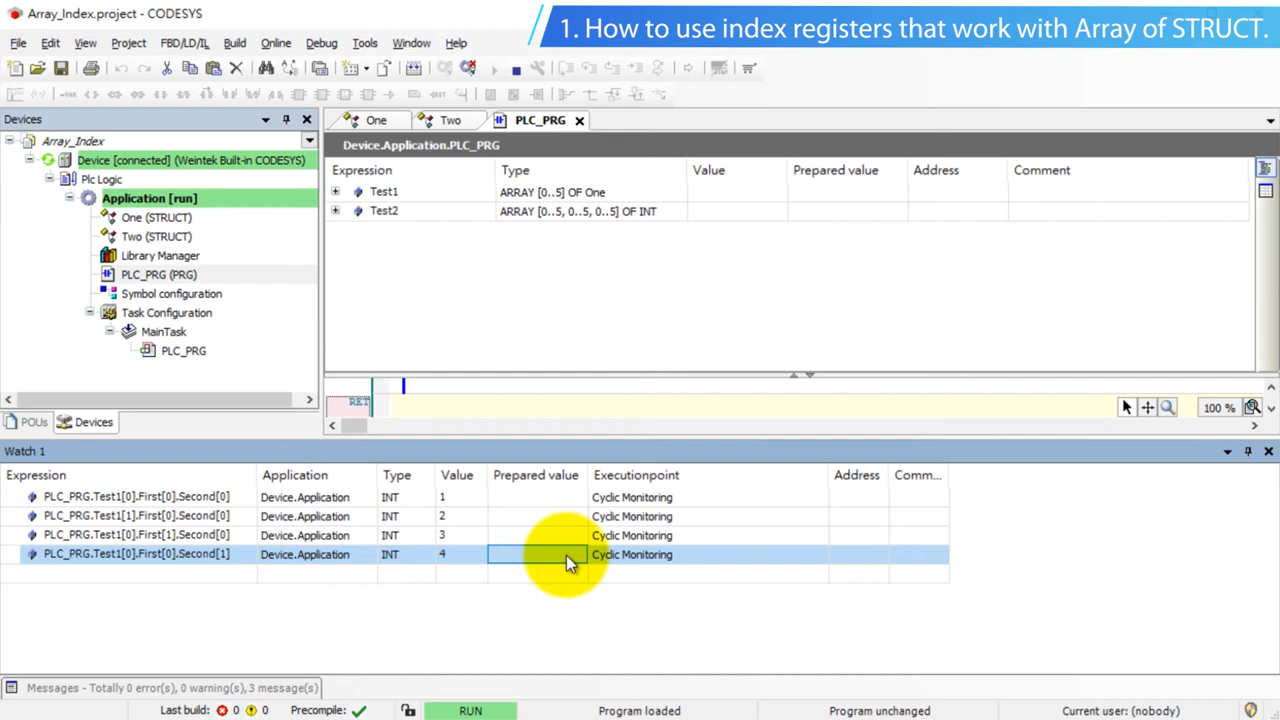 Array_Index.project - CODESYS
1. How to use index registers that work with Array of STRUCT.
File Edit View Project FBD/LD/IL Build Online Debug Tools Window Help
Devices
One Two PLC_PRG
Array_Index
Device [connected] (Weintek Built-in CODESYS)
Plc Logic
Application [run]
One (STRUCT)
Two (STRUCT)
Library Manager
PLC_PRG (PRG)
Symbol configuration
Task Configuration
MainTask
PLC_PRG
POUs Devices
Device.Application.PLC_PRG
Expression Type Value Prepared value Address Comment
Test1 ARRAY [0..5] OF One
Test2 ARRAY [0..5, 0..5, 0..5] OF INT
RET
100 %
Watch 1
Expression Application Type Value Prepared value Executionpoint Address Comm...
PLC_PRG.Test1[0].First[0].Second[0] Device.Application INT 1 Cyclic Monitoring
PLC_PRG.Test1[1].First[0].Second[0] Device.Application INT 2 Cyclic Monitoring
PLC_PRG.Test1[0].First[1].Second[0] Device.Application INT 3 Cyclic Monitoring
PLC_PRG.Test1[0].First[0].Second[1] Device.Application INT 4 Cyclic Monitoring
Messages - Totally 0 error(s), 0 warning(s), 3 message(s)
Last build: 0 0 Precompile: RUN Program loaded Program unchanged Current user: (nobody)